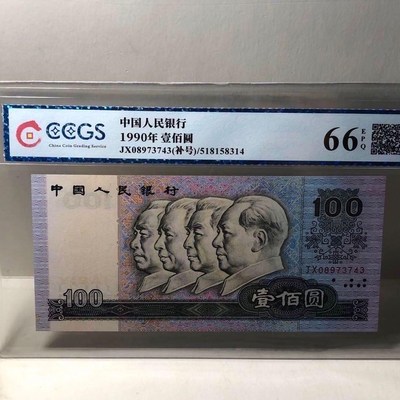 CCGS
China Coin Grading Service
中国人民银行
1990年 壹佰圆
JX08973743(补号)/518158314
66 EPQ
中国人民银行
100
JX08973743
100
壹佰圆